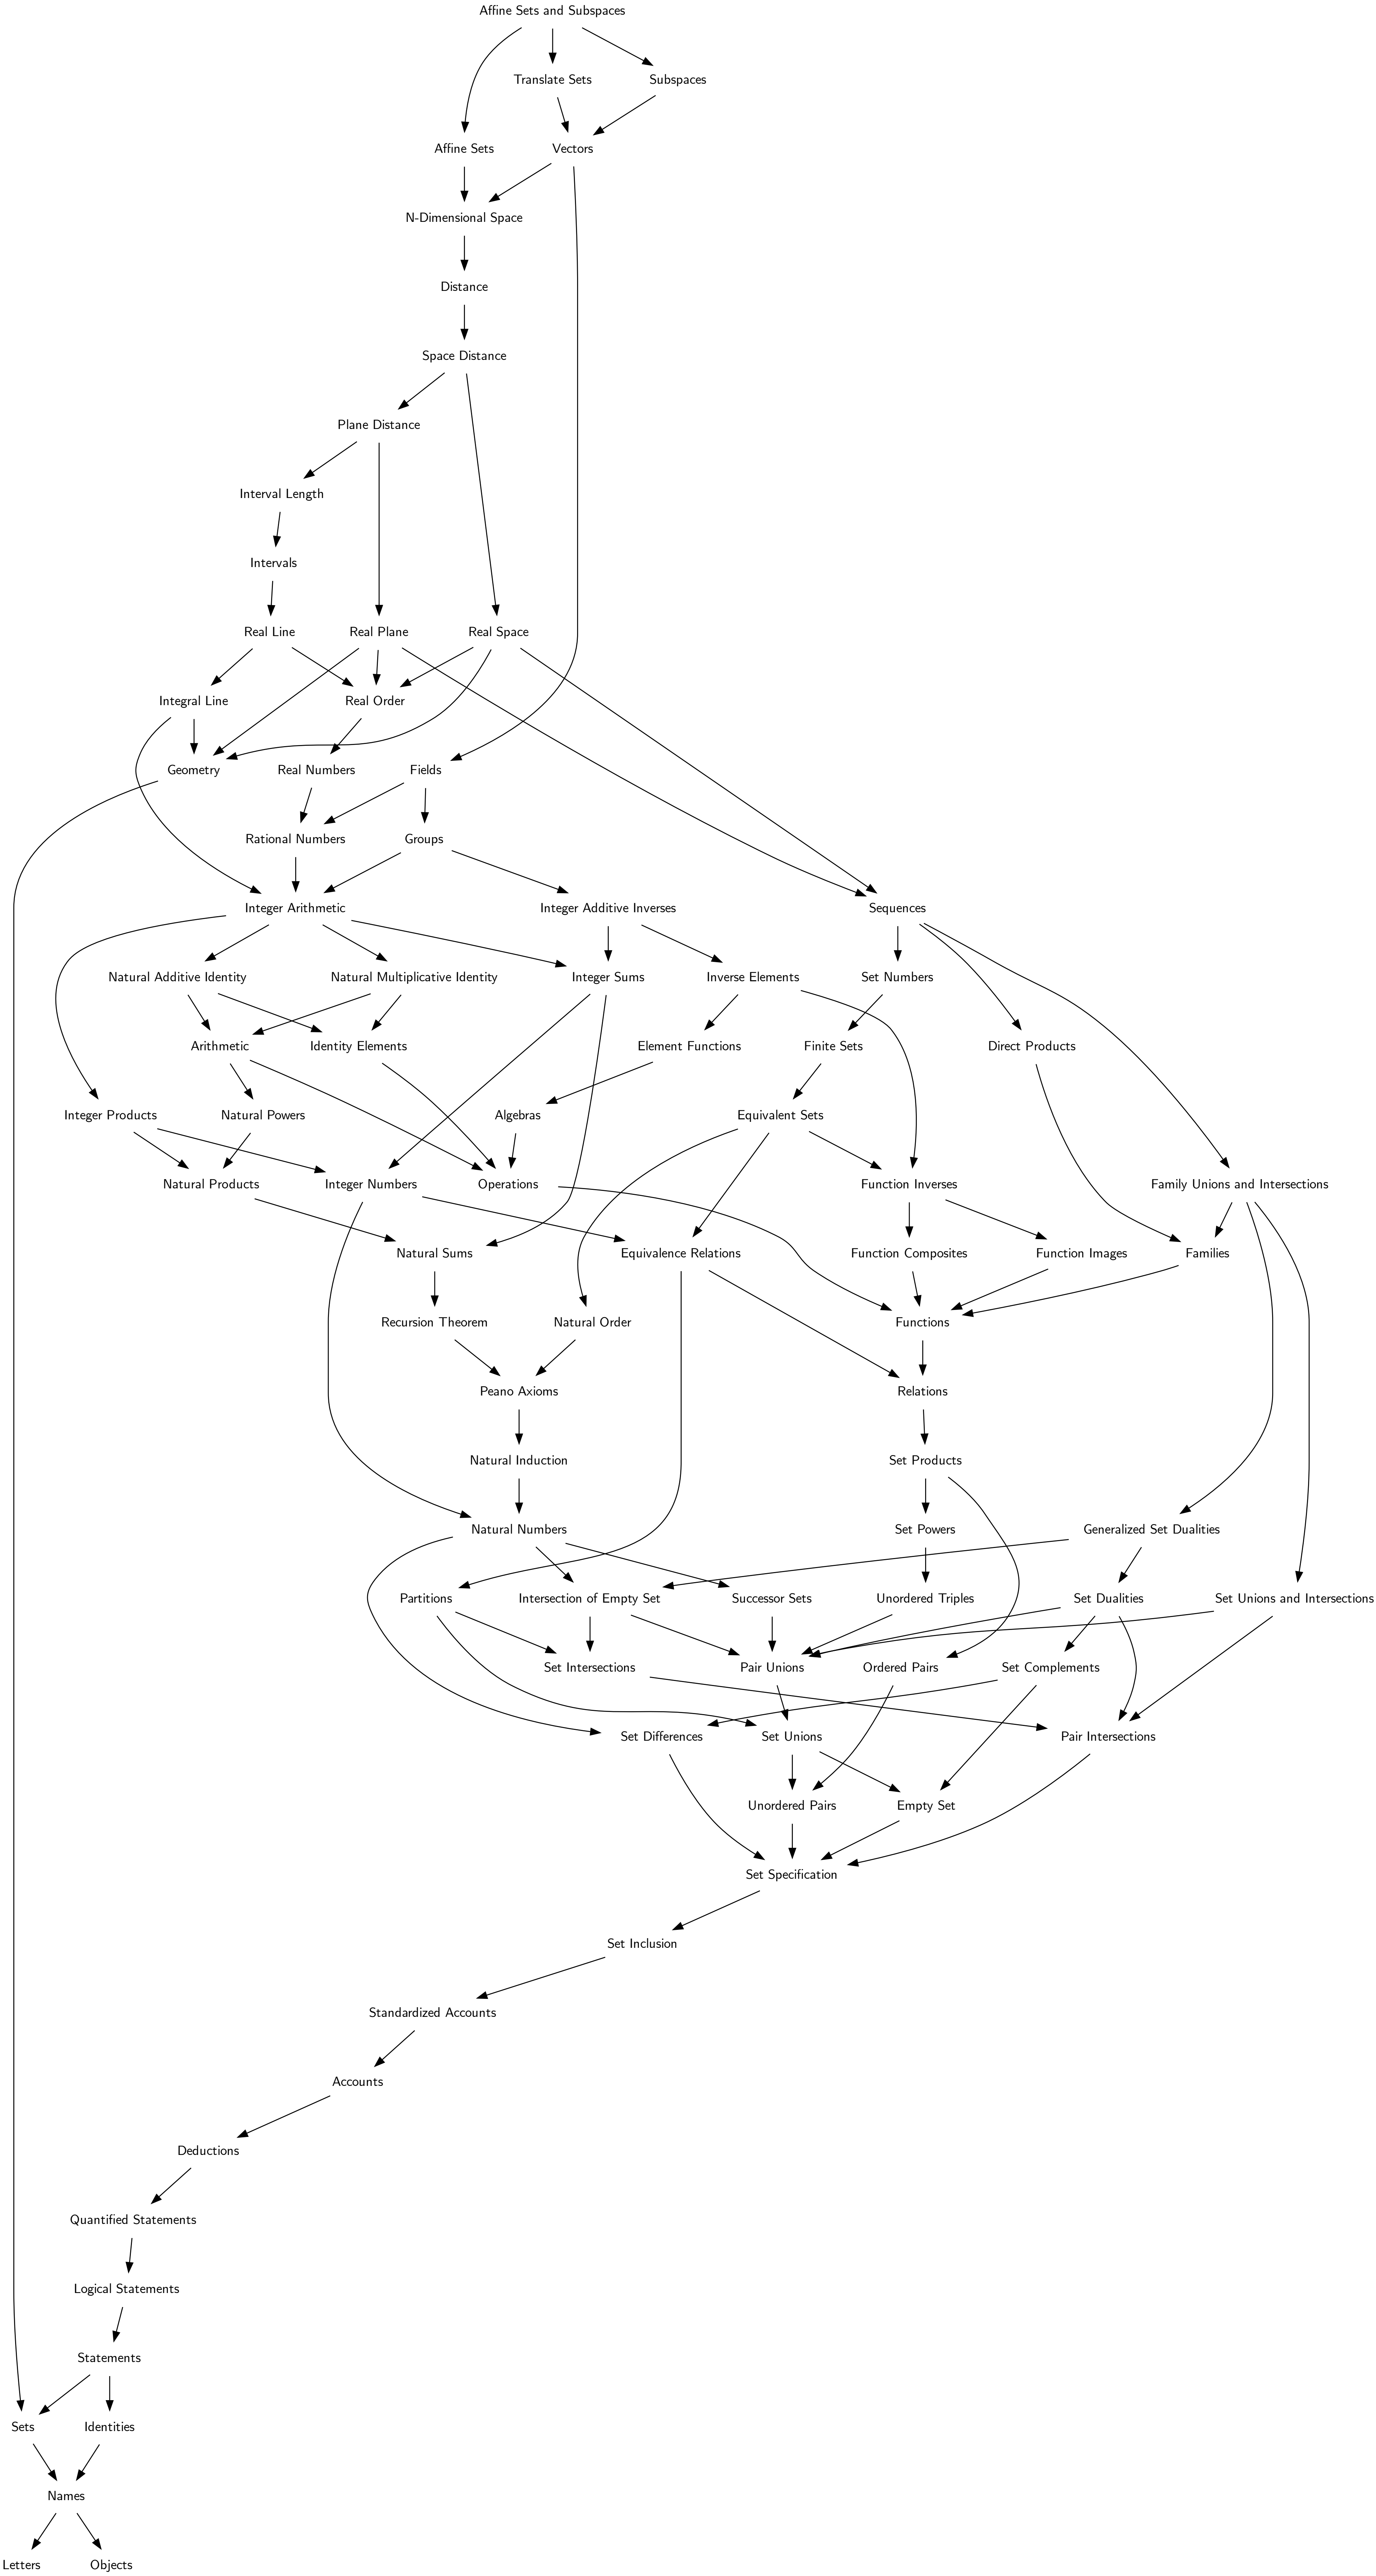 Affine Sets and Subspaces
Translate Sets
Subspaces
Affine Sets
Vectors
N-Dimensional Space
Distance
Space Distance
Plane Distance
Interval Length
Intervals
Real Line
Real Plane
Real Space
Integral Line
Real Order
Geometry
Real Numbers
Fields
Rational Numbers
Groups
Integer Arithmetic
Integer Additive Inverses
Sequences
Natural Additive Identity
Natural Multiplicative Identity
Integer Sums
Inverse Elements
Set Numbers
Arithmetic
Identity Elements
Element Functions
Finite Sets
Direct Products
Integer Products
Natural Powers
Algebras
Equivalent Sets
Natural Products
Integer Numbers
Operations
Function Inverses
Family Unions and Intersections
Natural Sums
Equivalence Relations
Function Composites
Function Images
Families
Recursion Theorem
Natural Order
Functions
Peano Axioms
Relations
Natural Induction
Set Products
Natural Numbers
Set Powers
Generalized Set Dualities
Partitions
Intersection of Empty Set
Successor Sets
Unordered Triples
Set Dualities
Set Unions and Intersections
Set Intersections
Pair Unions
Ordered Pairs
Set Complements
Set Differences
Set Unions
Pair Intersections
Unordered Pairs
Empty Set
Set Specification
Set Inclusion
Standardized Accounts
Accounts
Deductions
Quantified Statements
Logical Statements
Statements
Sets
Identities
Names
Letters
Objects